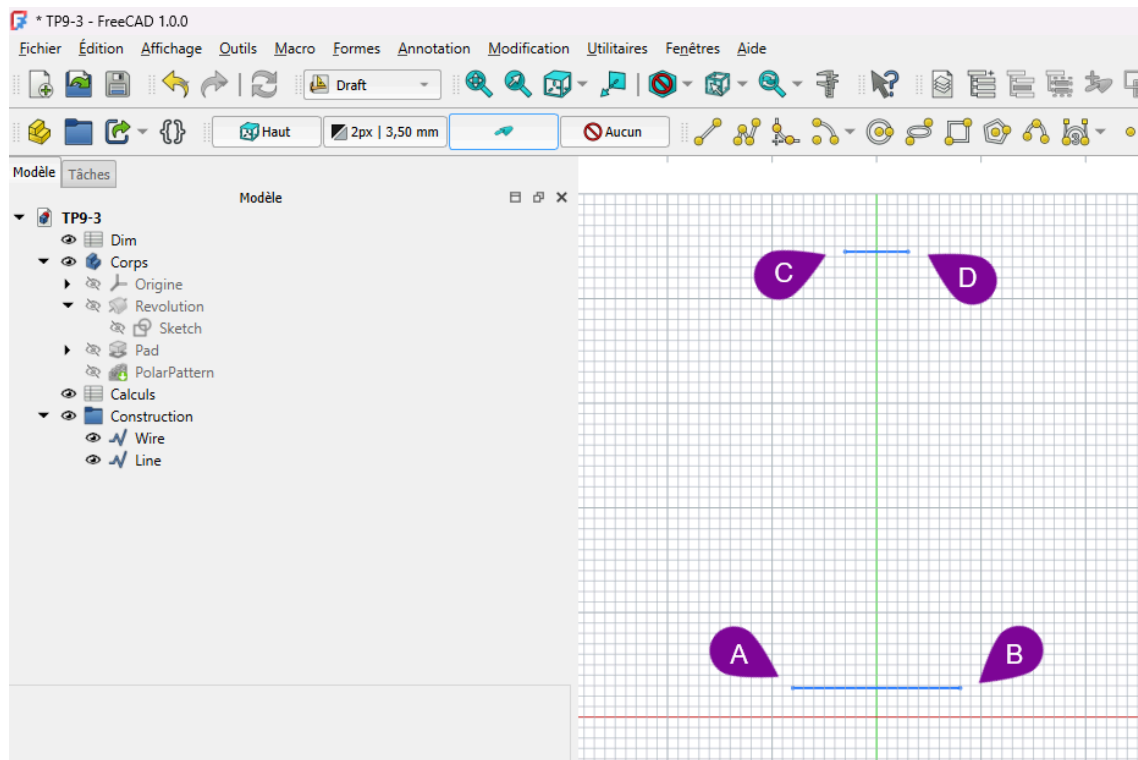 * TP9-3 - FreeCAD 1.0.0
Fichier Édition Affichage Outils Macro Formes Annotation Modification Utilitaires Fenêtres Aide
Draft
Haut 2px | 3,50 mm Aucun
Modèle Tâches
Modèle
TP9-3
Dim
Corps
Origine
Revolution
Sketch
Pad
PolarPattern
Calculs
Construction
Wire
Line
C D
A B